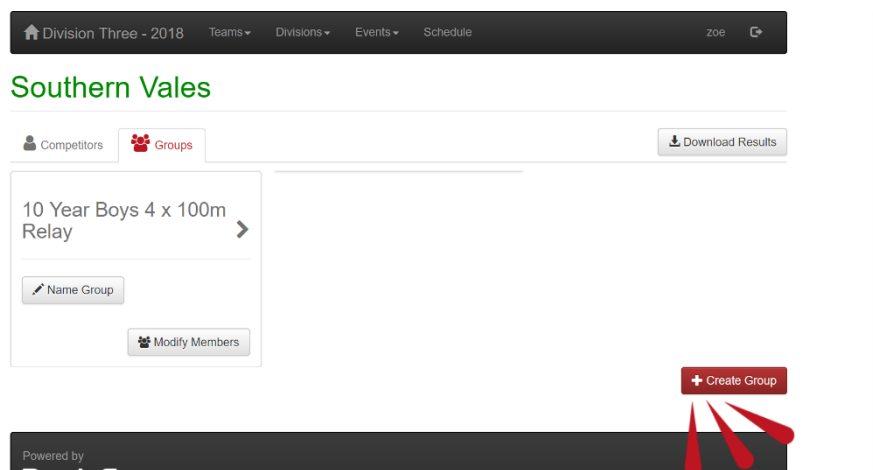 Division Three - 2018 Teams Divisions Events Schedule zoe
Southern Vales
Competitors Groups Download Results
10 Year Boys 4 x 100m
Relay
Name Group
Modify Members
Create Group
Powered by